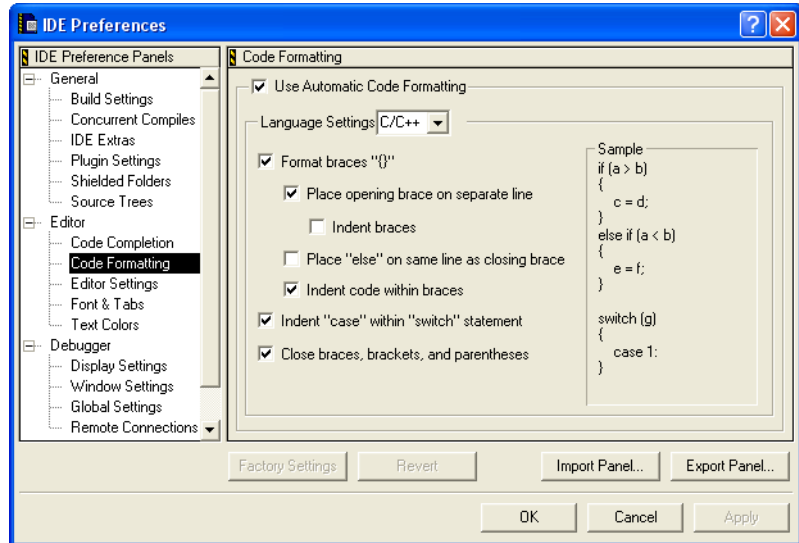 IDE Preferences
IDE Preference Panels
General
Build Settings
Concurrent Compiles
IDE Extras
Plugin Settings
Shielded Folders
Source Trees
Editor
Code Completion
Code Formatting
Editor Settings
Font & Tabs
Text Colors
Debugger
Display Settings
Window Settings
Global Settings
Remote Connections
Code Formatting
Use Automatic Code Formatting
Language Settings C/C++
Format braces "{}"
Place opening brace on separate line
Indent braces
Place "else" on same line as closing brace
Indent code within braces
Indent "case" within "switch" statement
Close braces, brackets, and parentheses
Sample
if (a > b)
{
c = d;
}
else if (a < b)
{
e = f;
}
switch (g)
{
case 1:
}
Factory Settings Revert Import Panel... Export Panel...
OK Cancel Apply